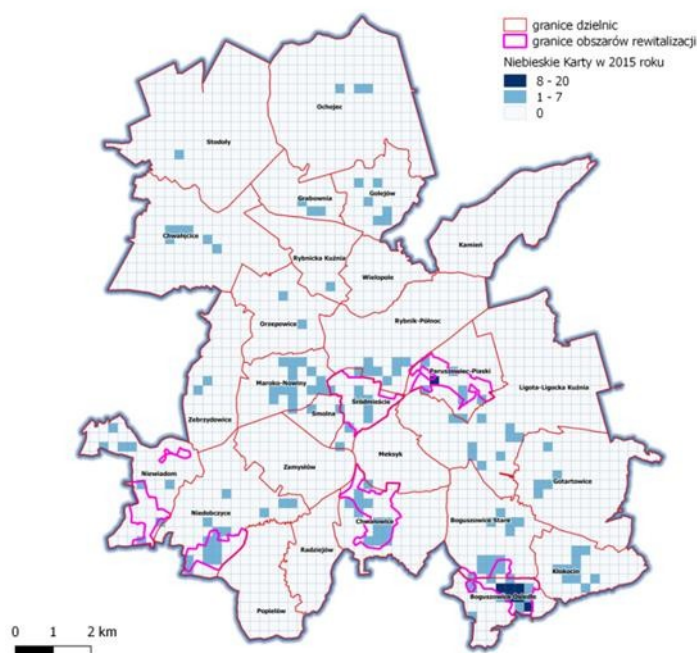 granice dzielnic
granice obszarów rewitalizacji
Niebieskie Karty w 2015 roku
8 - 20
1 - 7
0
Ochojec
Stodoły
Grabownia
Golejów
Chwałęcice
Kamień
Rybnicka Kuźnia
Wielopole
Orzepowice
Rybnik-Północ
Paruszowiec-Piaski
Maroko-Nowiny
Ligota-Ligocka Kuźnia
Śródmieście
Smolna
Zebrzydowice
Meksyk
Zamysłów
Niewiadom
Gotartowice
Niedobczyce
Boguszowice Stare
Chwałowice
Radziejów
Kłokocin
Boguszowice Osiedle
Popielów
0 1 2 km